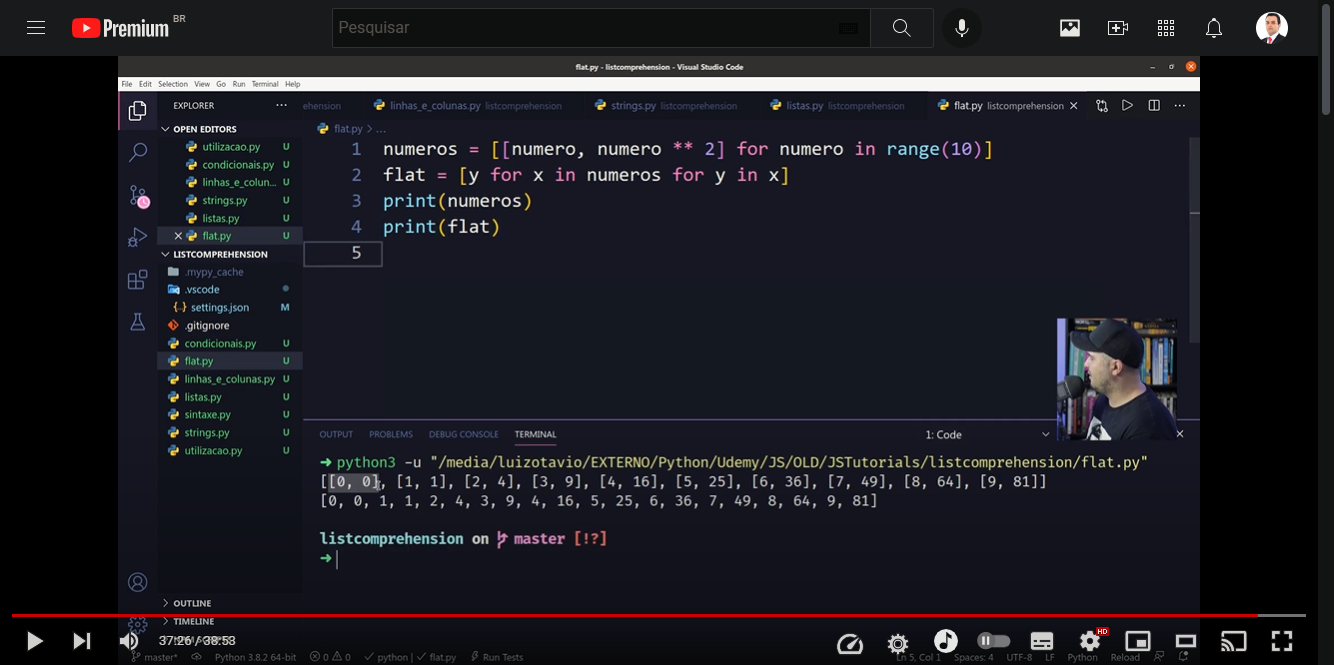 Premium BR
Pesquisar
flat.py - listcomprehension - Visual Studio Code
File Edit Selection View Go Run Terminal Help
EXPLORER
ehension linhas_e_colunas.py listcomprehension strings.py listcomprehension listas.py listcomprehension flat.py listcomprehension
OPEN EDITORS
flat.py > ...
utilizacao.py U
condicionais.py U
linhas_e_colun... U
strings.py U
listas.py U
flat.py U
1 numeros = [[numero, numero ** 2] for numero in range(10)]
2 flat = [y for x in numeros for y in x]
3 print(numeros)
4 print(flat)
5
LISTCOMPREHENSION
.mypy_cache
.vscode
{..} settings.json M
.gitignore
condicionais.py U
flat.py U
linhas_e_colunas.py U
listas.py U
sintaxe.py U
strings.py U
utilizacao.py U
OUTPUT PROBLEMS DEBUG CONSOLE TERMINAL 1: Code
➜ python3 -u "/media/luizotavio/EXTERNO/Python/Udemy/JS/OLD/JSTutorials/listcomprehension/flat.py"
[[0, 0], [1, 1], [2, 4], [3, 9], [4, 16], [5, 25], [6, 36], [7, 49], [8, 64], [9, 81]]
[0, 0, 1, 1, 2, 4, 3, 9, 4, 16, 5, 25, 6, 36, 7, 49, 8, 64, 9, 81]
listcomprehension on master [!?]
➜
OUTLINE
TIMELINE
37:26 / 38:53
HD
master* Python 3.8.2 64-bit 0 0 python | flat.py Run Tests Ln 5, Col 1 Spaces: 4 UTF-8 LF Python Reload